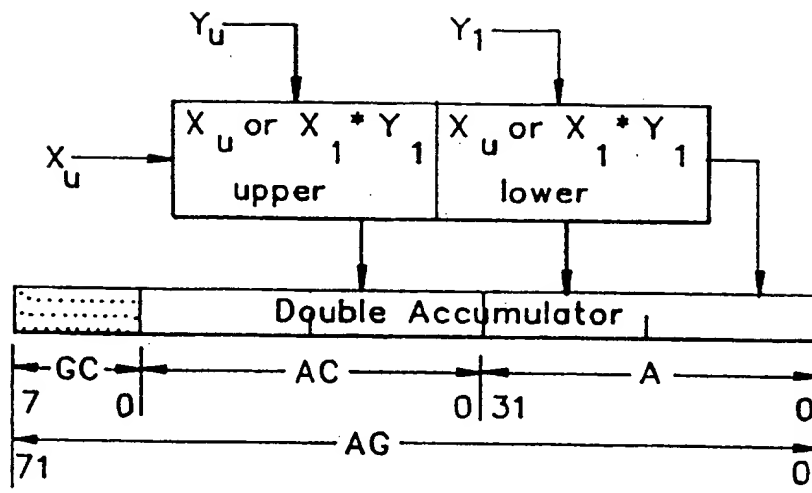 Yu
Y1
Xu or X1 * Y1
Xu or X1 * Y1
Xu
upper
lower
Double Accumulator
GC
AC
A
7
0
0
31
0
AG
71
0